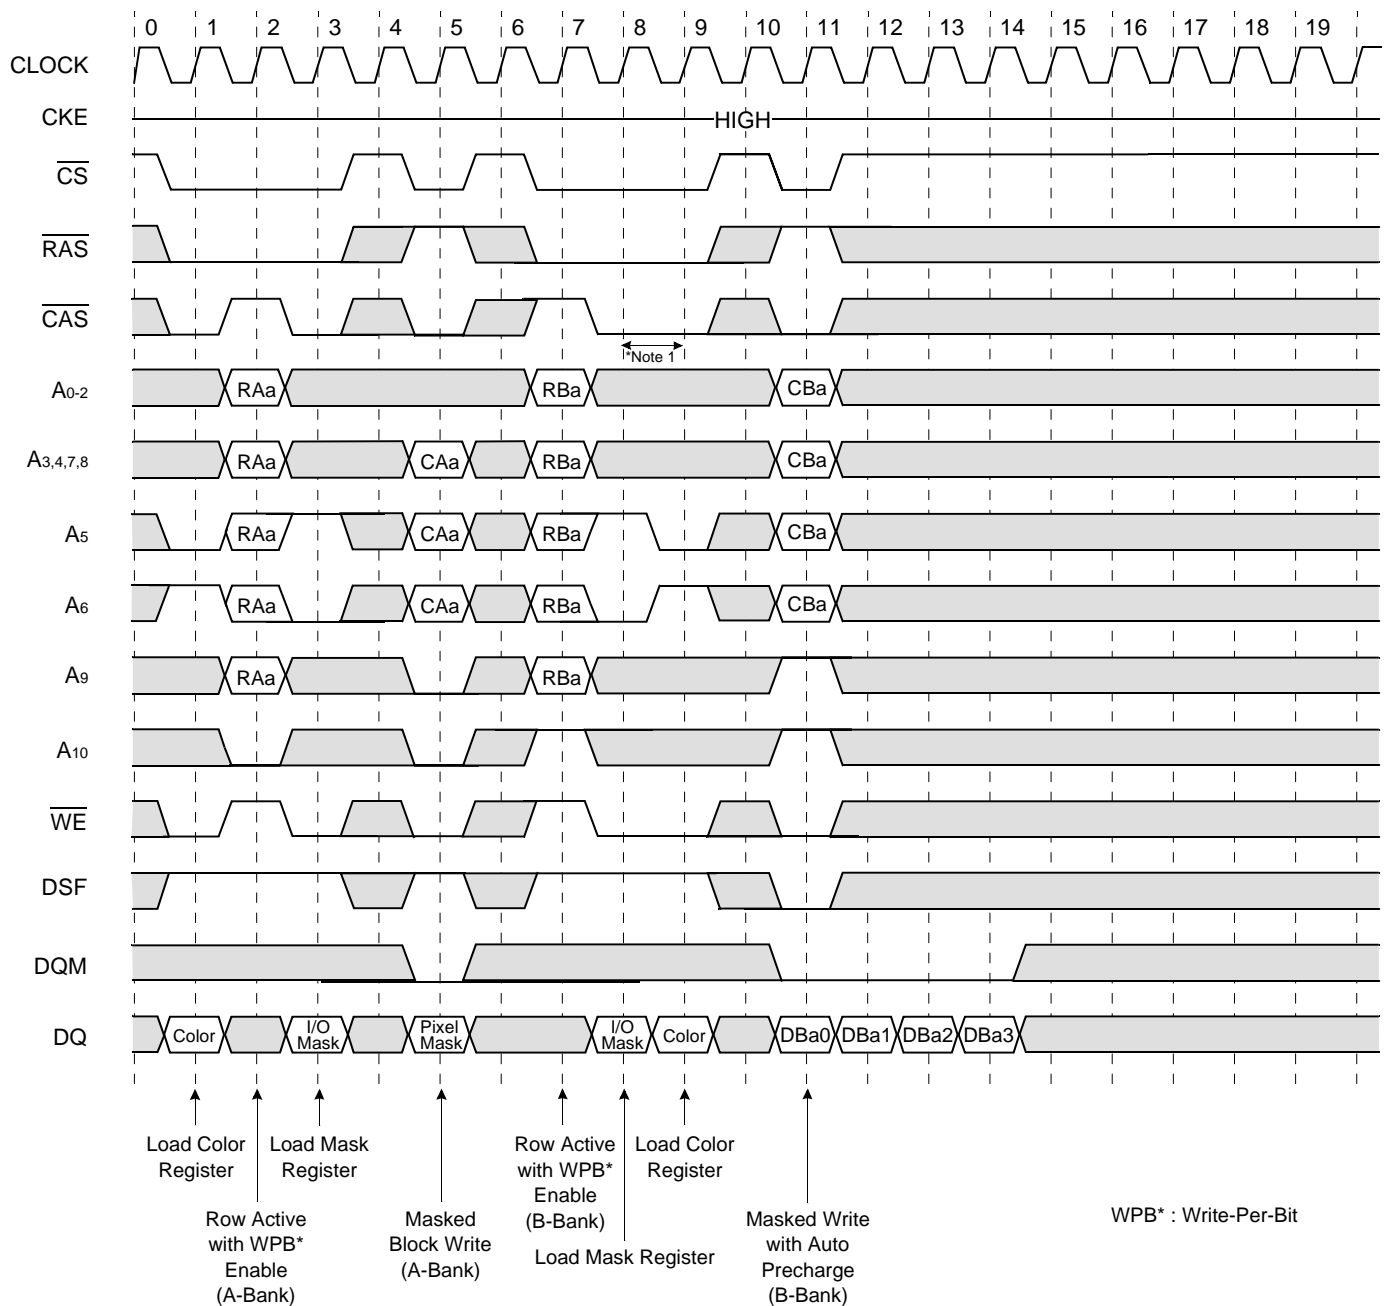 0 1 2 3 4 5 6 7 8 9 10 11 12 13 14 15 16 17 18 19
CLOCK
CKE HIGH
CS
RAS
CAS
*Note 1
A0-2 RAa RBa CBa
A3,4,7,8 RAa CAa RBa CBa
A5 RAa CAa RBa CBa
A6 RAa CAa RBa CBa
A9 RAa RBa
A10
WE
DSF
DQM
DQ Color I/O Mask Pixel Mask I/O Mask Color DBa0 DBa1 DBa2 DBa3
Load Color
Register
Row Active
with WPB*
Enable
(A-Bank)
Load Mask
Register
Masked
Block Write
(A-Bank)
Row Active
with WPB*
Enable
(B-Bank)
Load Mask Register
Load Color
Register
Masked Write
with Auto
Precharge
(B-Bank)
WPB* : Write-Per-Bit